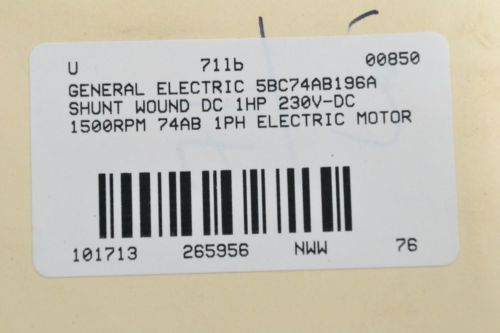 U 71lb 00850
GENERAL ELECTRIC 5BC74AB196A
SHUNT WOUND DC 1HP 230V-DC
1500RPM 74AB 1PH ELECTRIC MOTOR
101713 265956 NWW 76